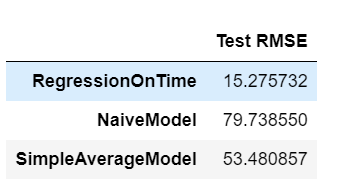 Test RMSE
RegressionOnTime 15.275732
NaiveModel 79.738550
SimpleAverageModel 53.480857